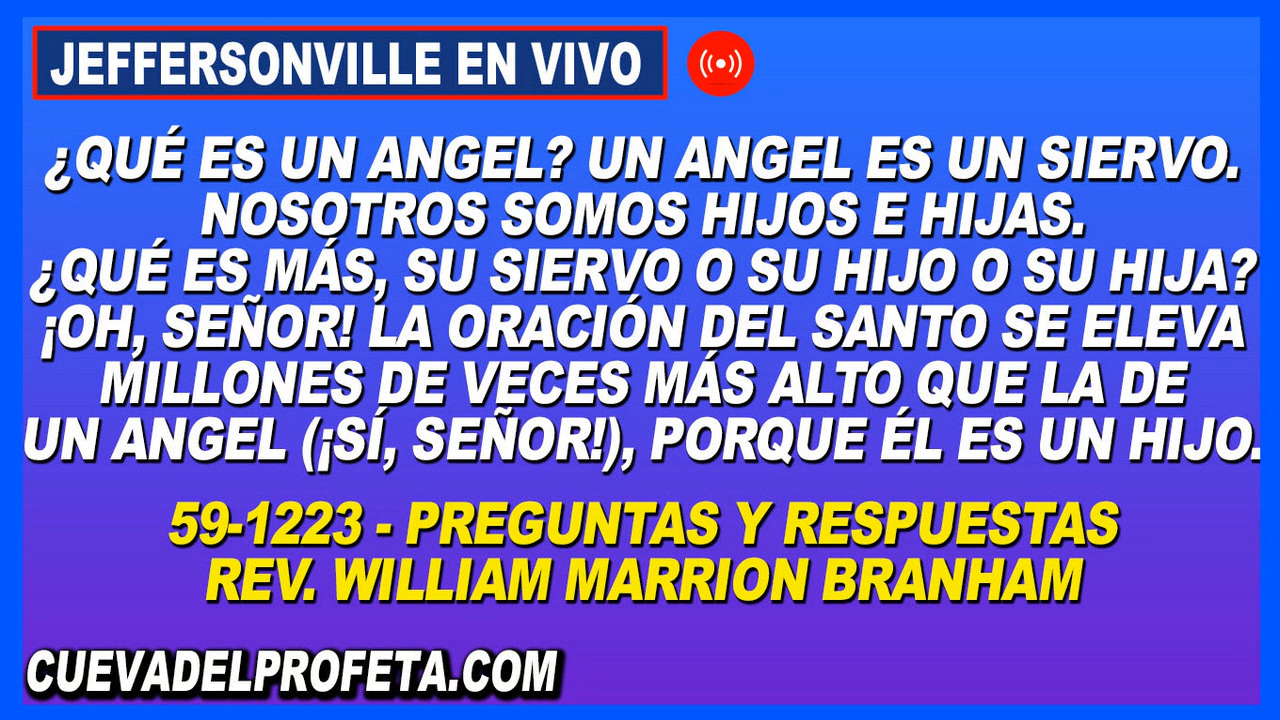 JEFFERSONVILLE EN VIVO
¿QUÉ ES UN ANGEL? UN ANGEL ES UN SIERVO.
NOSOTROS SOMOS HIJOS E HIJAS.
¿QUÉ ES MÁS, SU SIERVO O SU HIJO O SU HIJA?
¡OH, SEÑOR! LA ORACIÓN DEL SANTO SE ELEVA
MILLONES DE VECES MÁS ALTO QUE LA DE
UN ANGEL (¡SÍ, SEÑOR!), PORQUE ÉL ES UN HIJO.
59-1223 - PREGUNTAS Y RESPUESTAS
REV. WILLIAM MARRION BRANHAM
CUEVADELPROFETA.COM